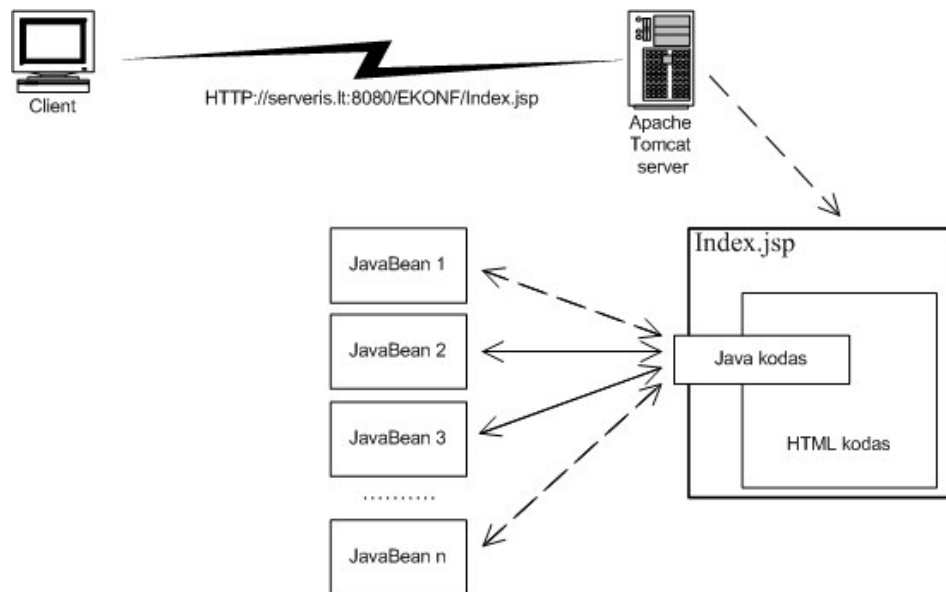 Client
HTTP://serveris.lt:8080/EKONF/Index.jsp
Apache
Tomcat
server
Index.jsp
JavaBean 1
JavaBean 2
Java kodas
JavaBean 3
HTML kodas
..........
JavaBean n